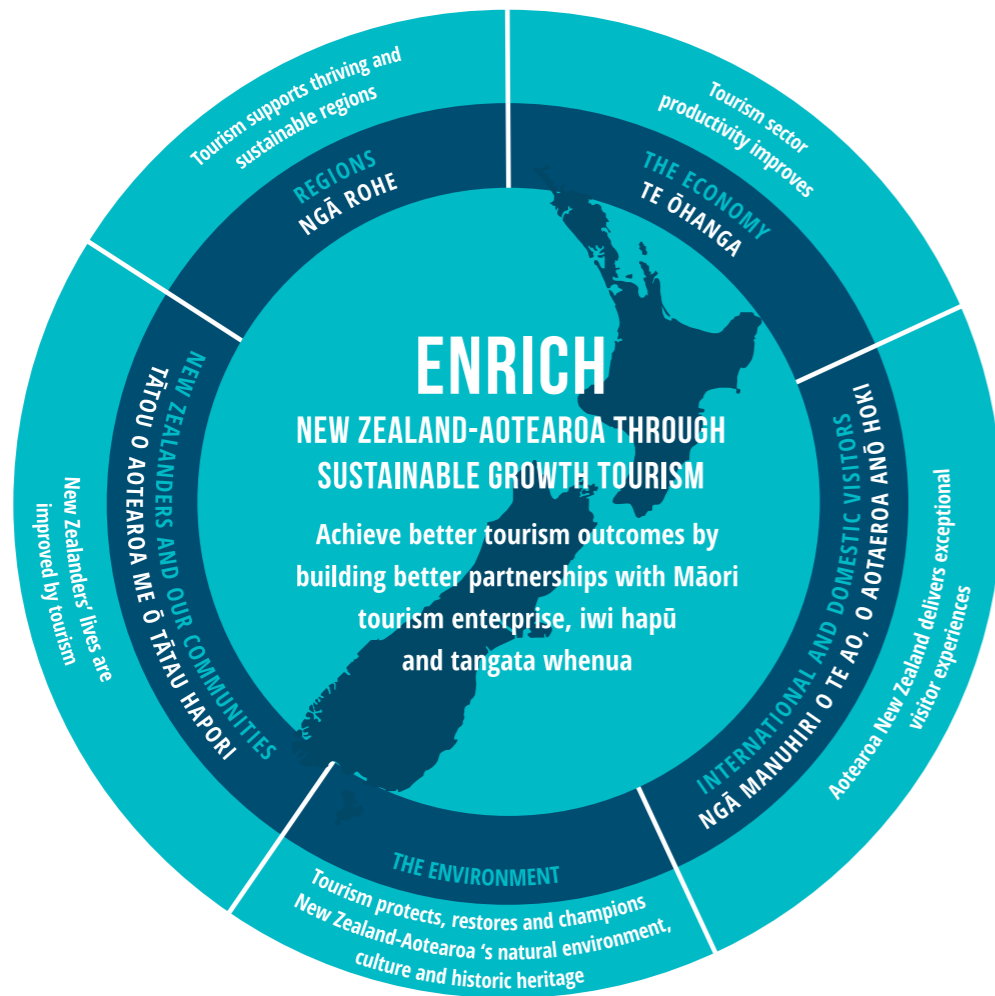 ENRICH
NEW ZEALAND-AOTEAROA THROUGH
SUSTAINABLE GROWTH TOURISM
Achieve better tourism outcomes by
building better partnerships with Māori
tourism enterprise, iwi hapū
and tangata whenua
Tourism supports thriving and
sustainable regions
REGIONS
NGĀ ROHE
Tourism sector
productivity improves
THE ECONOMY
TE ŌHANGA
Aotearoa New Zealand delivers exceptional
visitor experiences
INTERNATIONAL AND DOMESTIC VISITORS
NGĀ MANUHIRI O TE AO, O AOTAEROA ANŌ HOKI
THE ENVIRONMENT
Tourism protects, restores and champions
New Zealand-Aotearoa ‘s natural environment,
culture and historic heritage
NEW ZEALANDERS AND OUR COMMUNITIES
TĀTOU O AOTEAROA ME Ō TĀTAU HAPORI
New Zealanders’ lives are
improved by tourism